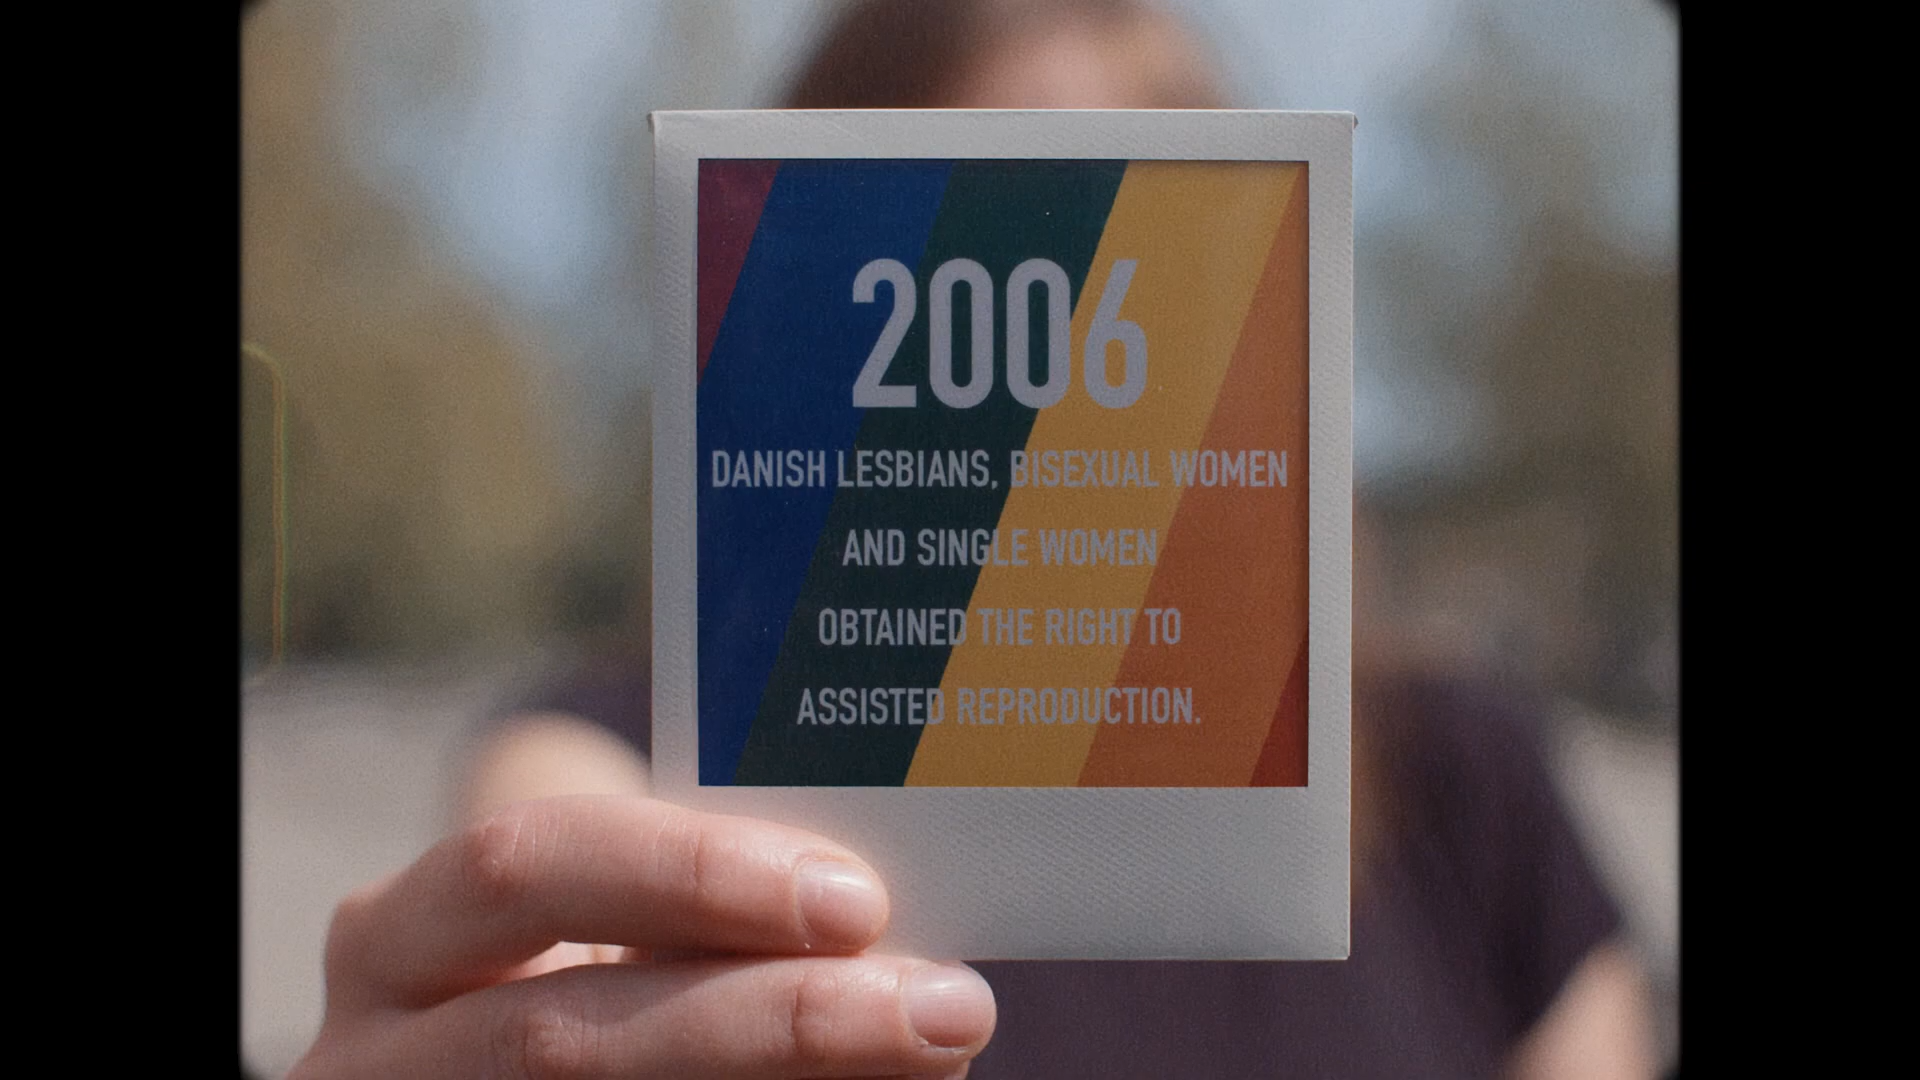 2006
DANISH LESBIANS, BISEXUAL WOMEN
AND SINGLE WOMEN
OBTAINED THE RIGHT TO
ASSISTED REPRODUCTION.